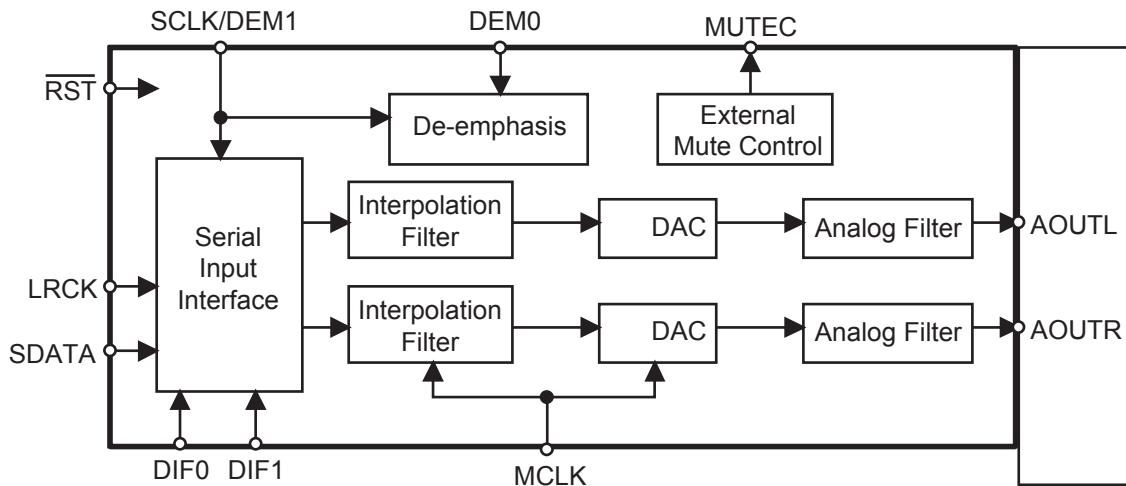 SCLK/DEM1
DEM0
MUTEC
RST
De-emphasis
External
Mute Control
Serial
Input
Interface
Interpolation
Filter
DAC
Analog Filter
AOUTL
LRCK
SDATA
Interpolation
Filter
DAC
Analog Filter
AOUTR
DIF0
DIF1
MCLK